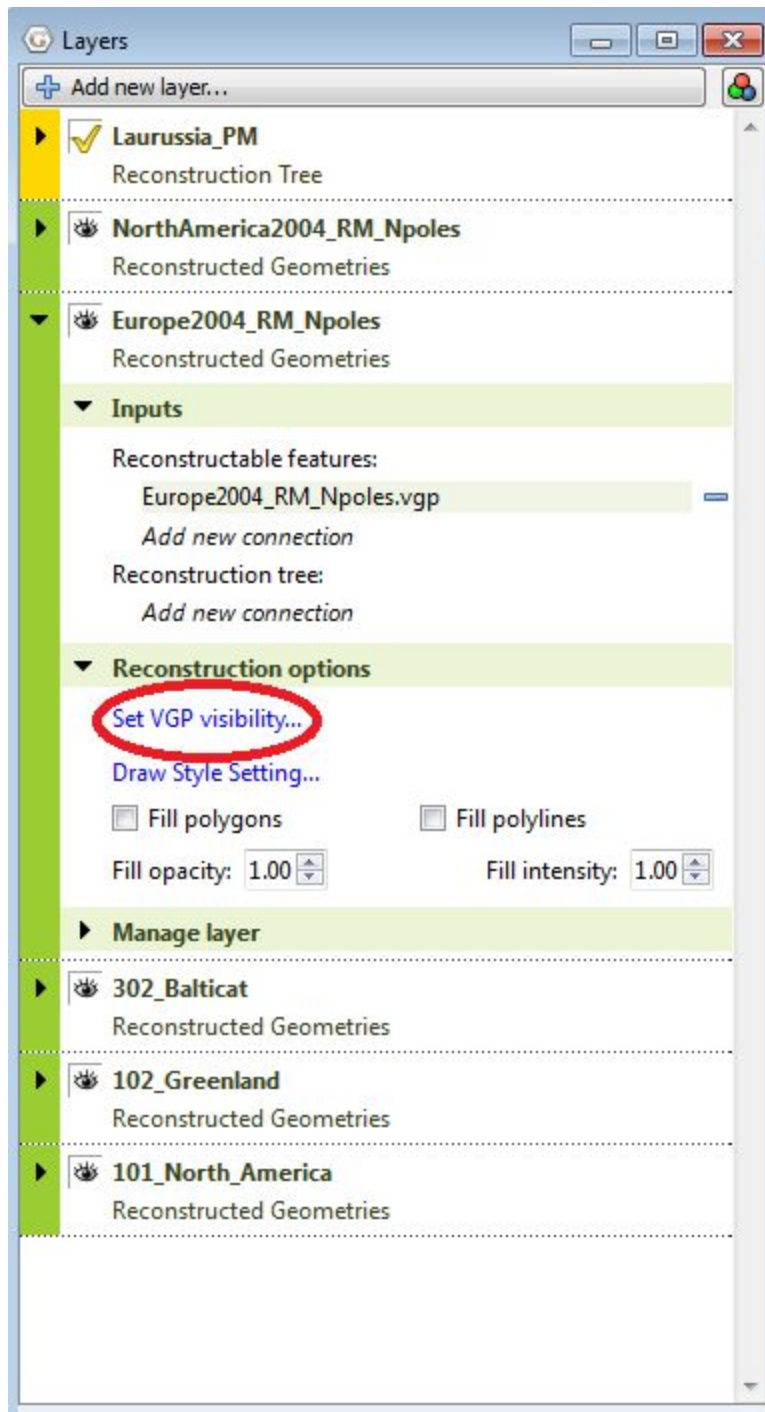 Layers
Add new layer...
Laurussia_PM
Reconstruction Tree
NorthAmerica2004_RM_Npoles
Reconstructed Geometries
Europe2004_RM_Npoles
Reconstructed Geometries
Inputs
Reconstructable features:
Europe2004_RM_Npoles.vgp
Add new connection
Reconstruction tree:
Add new connection
Reconstruction options
Set VGP visibility...
Draw Style Setting...
Fill polygons Fill polylines
Fill opacity: 1.00 Fill intensity: 1.00
Manage layer
302_Balticat
Reconstructed Geometries
102_Greenland
Reconstructed Geometries
101_North_America
Reconstructed Geometries